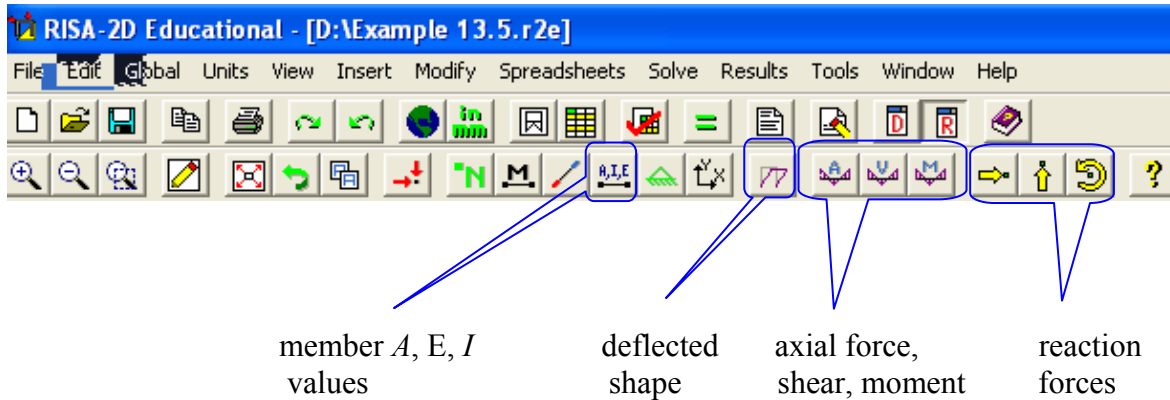 RISA-2D Educational - [D:\Example 13.5.r2e]
File Edit Global Units View Insert Modify Spreadsheets Solve Results Tools Window Help
in
mm
D R
N M A,I,E Y X A V M ?
member A, E, I
values
deflected
shape
axial force,
shear, moment
reaction
forces